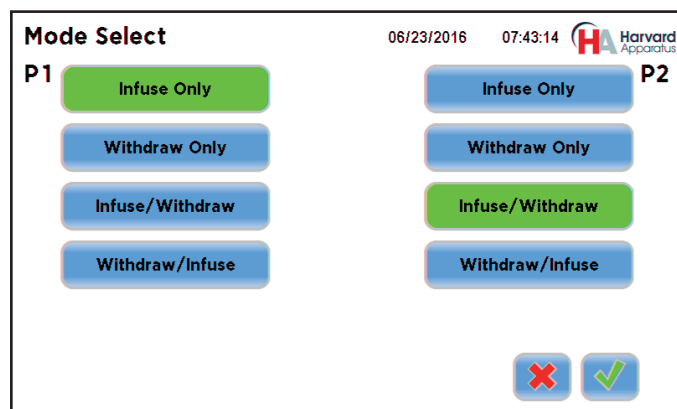 Mode Select
06/23/2016 07:43:14 HA Harvard Apparatus
P1 P2
Infuse Only Infuse Only
Withdraw Only Withdraw Only
Infuse/Withdraw Infuse/Withdraw
Withdraw/Infuse Withdraw/Infuse